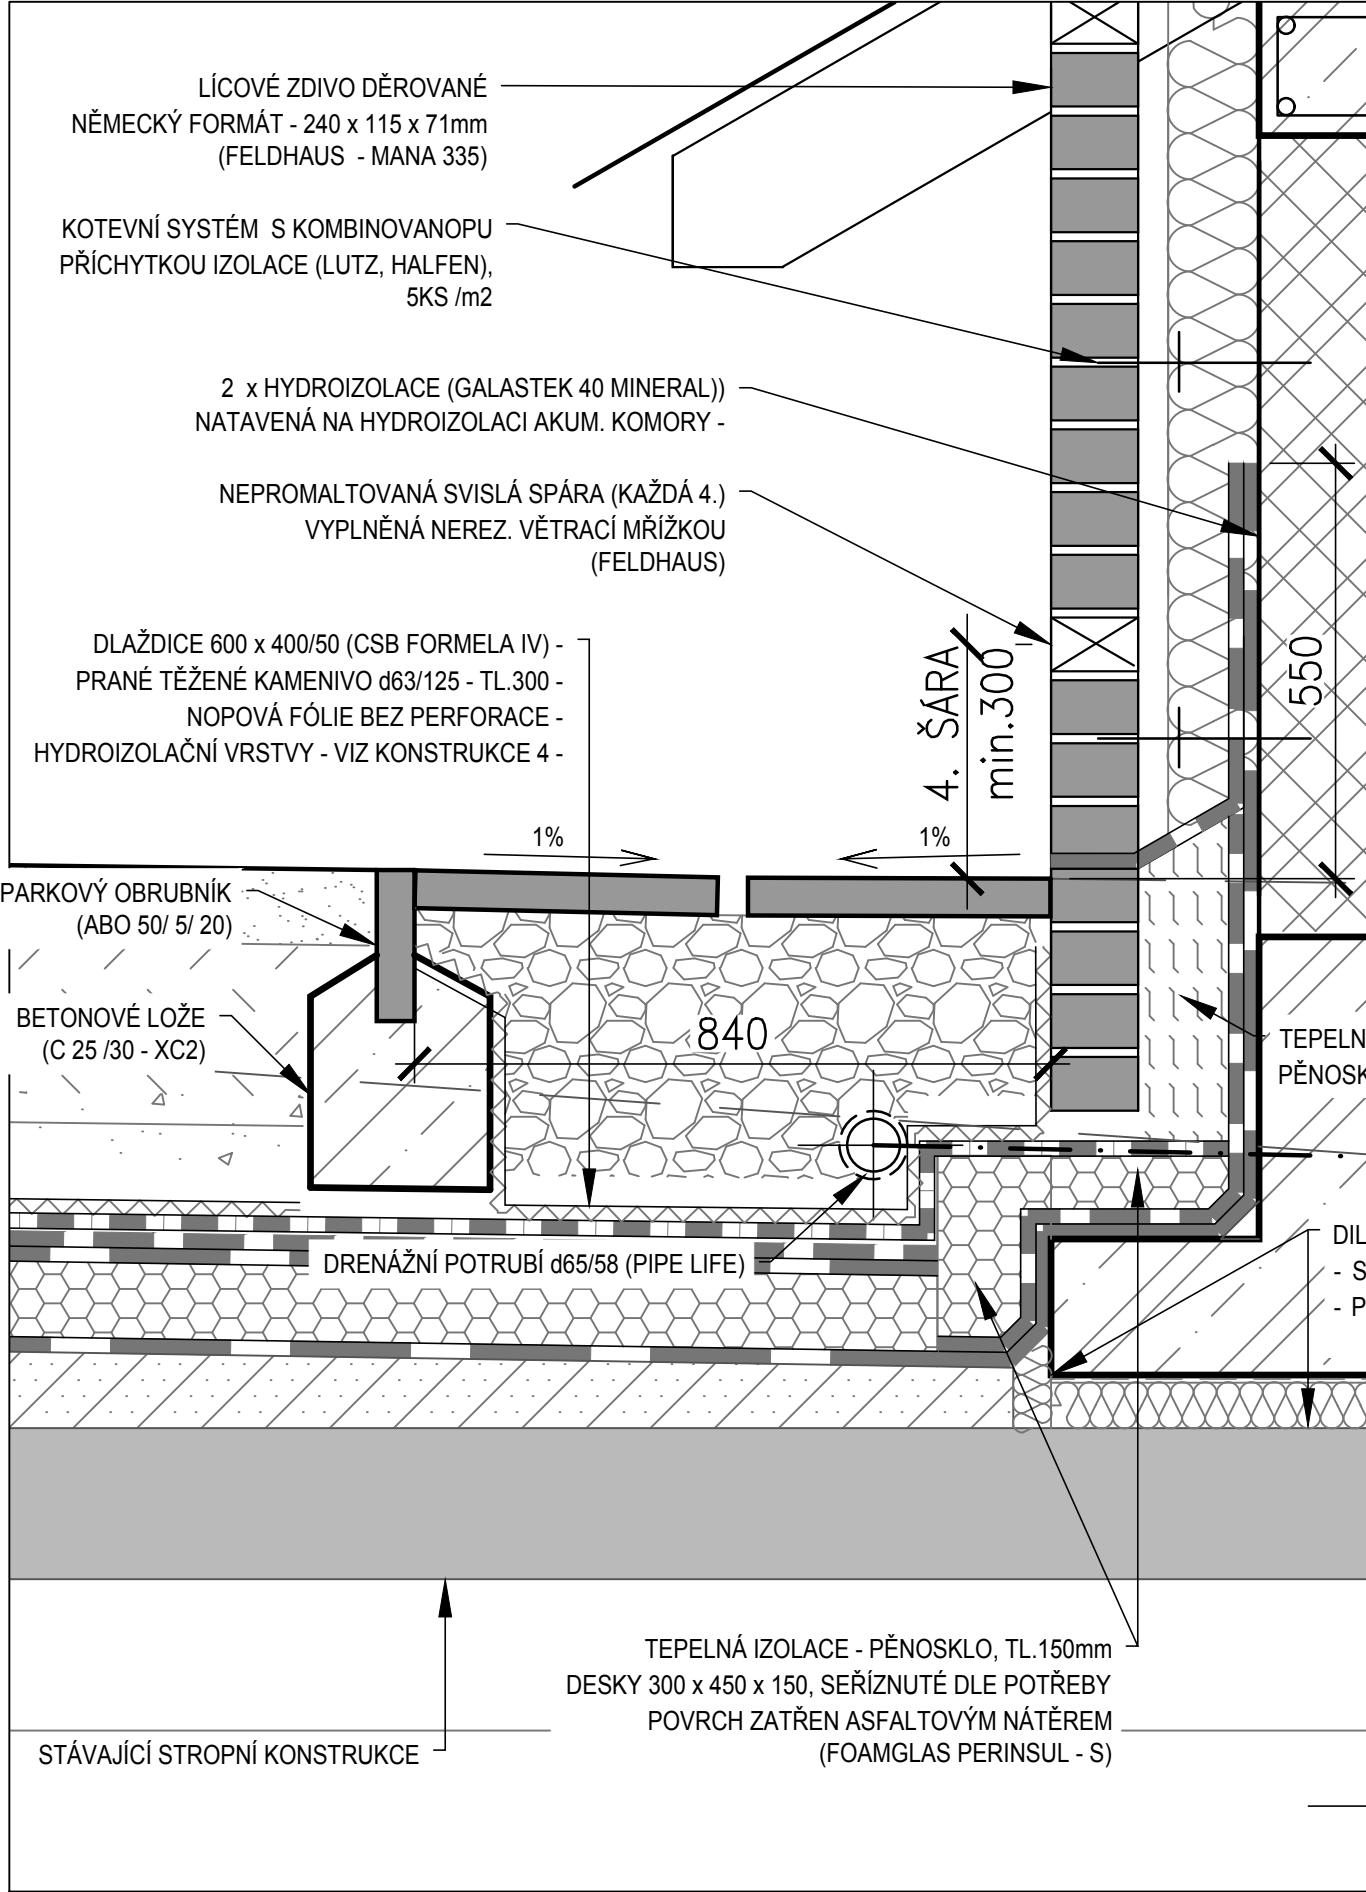 LÍCOVÉ ZDIVO DĚROVANÉ
NĚMECKÝ FORMÁT - 240 x 115 x 71mm
(FELDHAUS - MANA 335)
KOTEVNÍ SYSTÉM S KOMBINOVANOPU
PŘÍCHYTKOU IZOLACE (LUTZ, HALFEN),
5KS /m2
2 x HYDROIZOLACE (GALASTEK 40 MINERAL))
NATAVENÁ NA HYDROIZOLACI AKUM. KOMORY -
NEPROMALTOVANÁ SVISLÁ SPÁRA (KAŽDÁ 4.)
VYPLNĚNÁ NEREZ. VĚTRACÍ MŘÍŽKOU
(FELDHAUS)
DLAŽDICE 600 x 400/50 (CSB FORMELA IV) -
PRANÉ TĚŽENÉ KAMENIVO d63/125 - TL.300 -
NOPOVÁ FÓLIE BEZ PERFORACE -
HYDROIZOLAČNÍ VRSTVY - VIZ KONSTRUKCE 4 -
4. ŠÁRA
min.300
550
1%
1%
PARKOVÝ OBRUBNÍK
(ABO 50/ 5/ 20)
BETONOVÉ LOŽE
(C 25 /30 - XC2)
840
TEPELN
PĚNOSK
DRENÁŽNÍ POTRUBÍ d65/58 (PIPE LIFE)
DIL
- S
- P
TEPELNÁ IZOLACE - PĚNOSKLO, TL.150mm
DESKY 300 x 450 x 150, SEŘÍZNUTÉ DLE POTŘEBY
POVRCH ZATŘEN ASFALTOVÝM NÁTĚREM
(FOAMGLAS PERINSUL - S)
STÁVAJÍCÍ STROPNÍ KONSTRUKCE